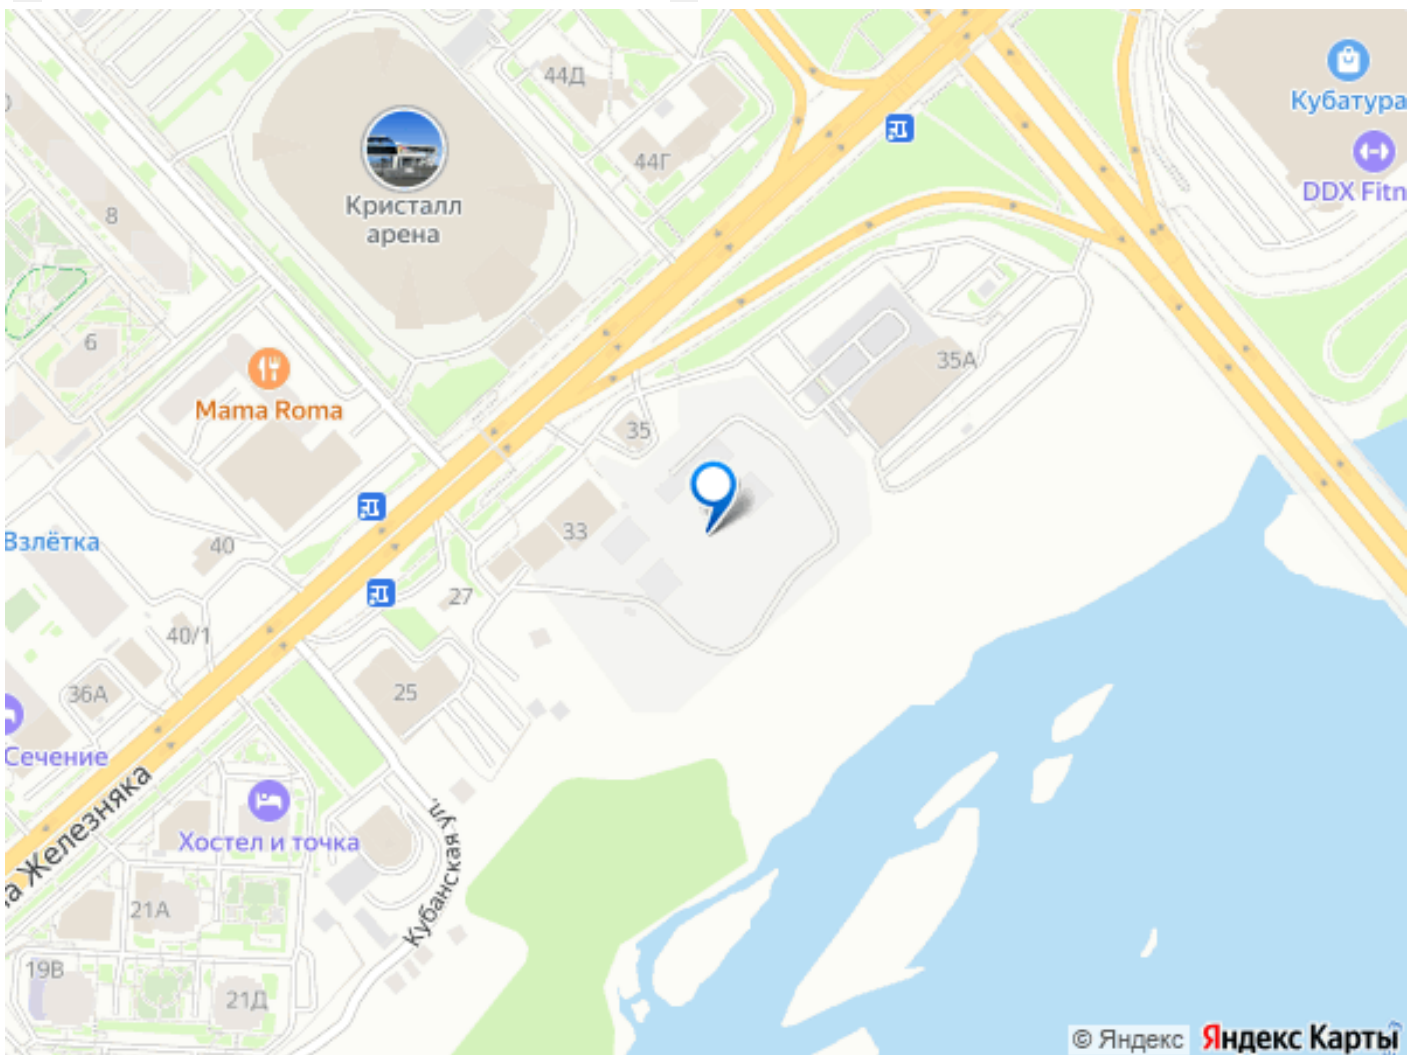 44Д
Кубатура
44Г
DDX Fitn
Кристалл
арена
8
6
35А
Mama Roma
35
33
Взлётка
40
27
40/1
25
36А
Сечение
Хостел и точка
Кубанская ул.
а Железняка
21А
19В
21Д
© Яндекс Яндекс Карты